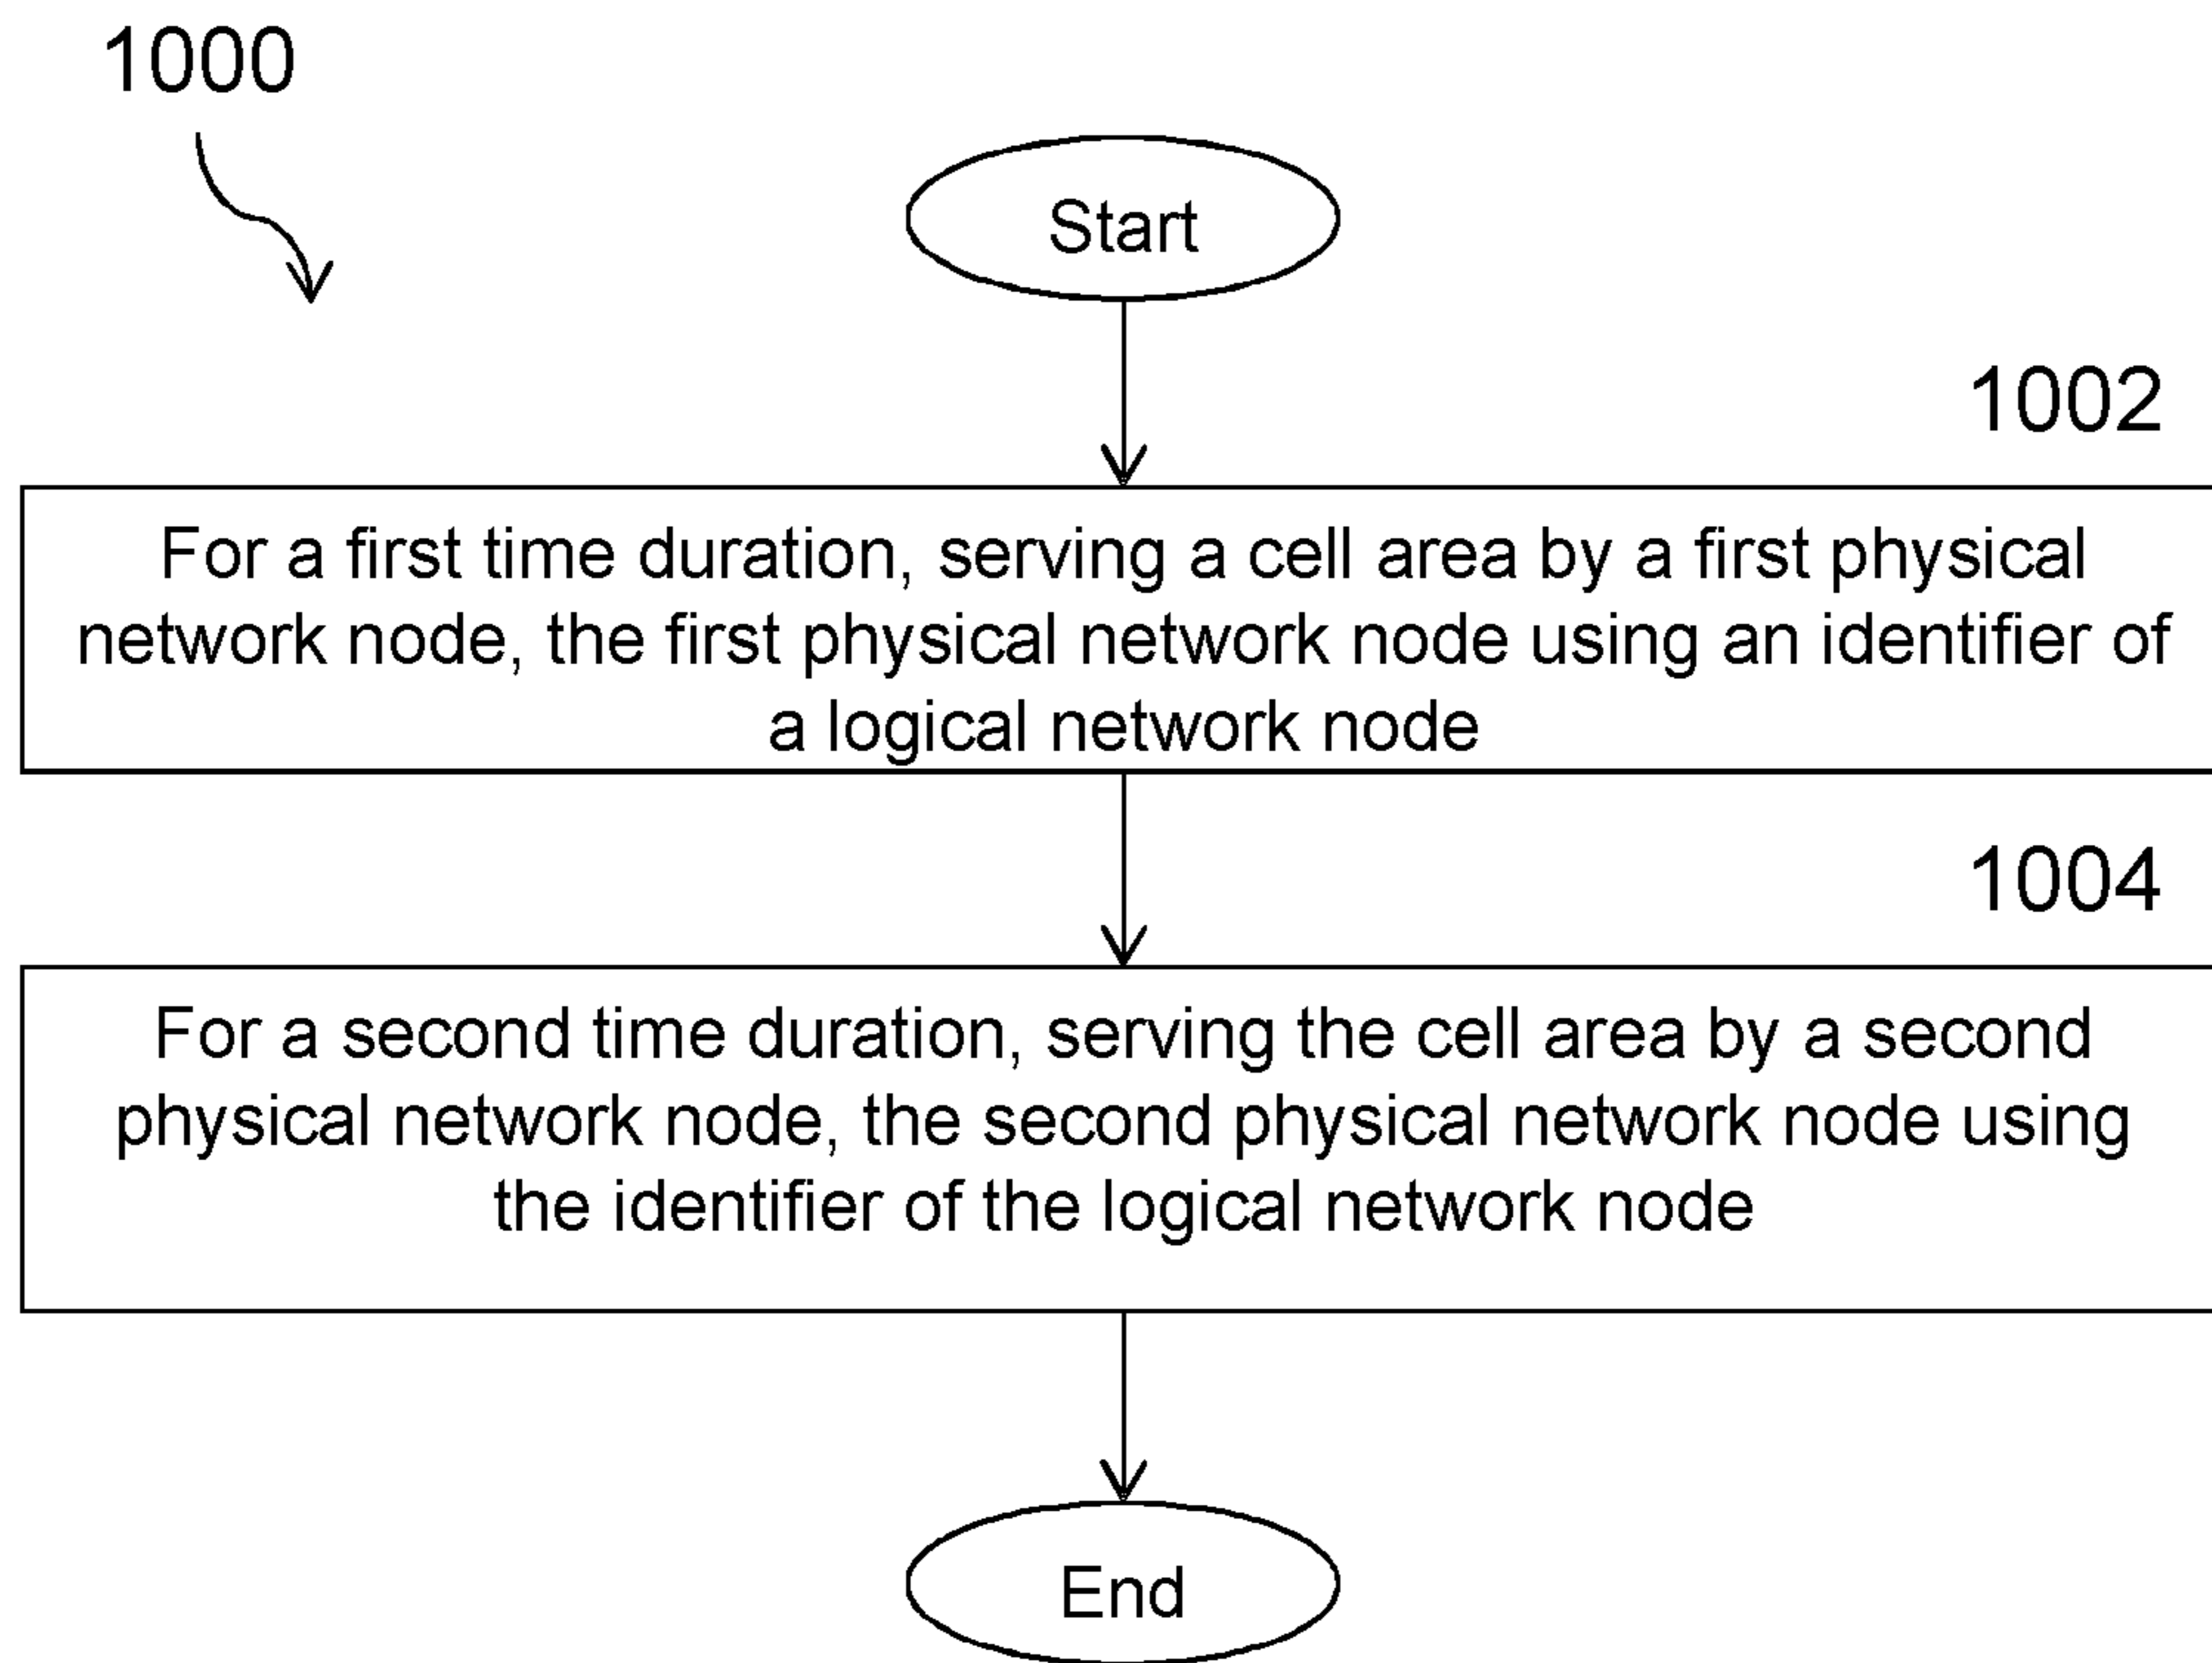 1000
Start
1002
For a first time duration, serving a cell area by a first physical
network node, the first physical network node using an identifier of
a logical network node
1004
For a second time duration, serving the cell area by a second
physical network node, the second physical network node using
the identifier of the logical network node
End